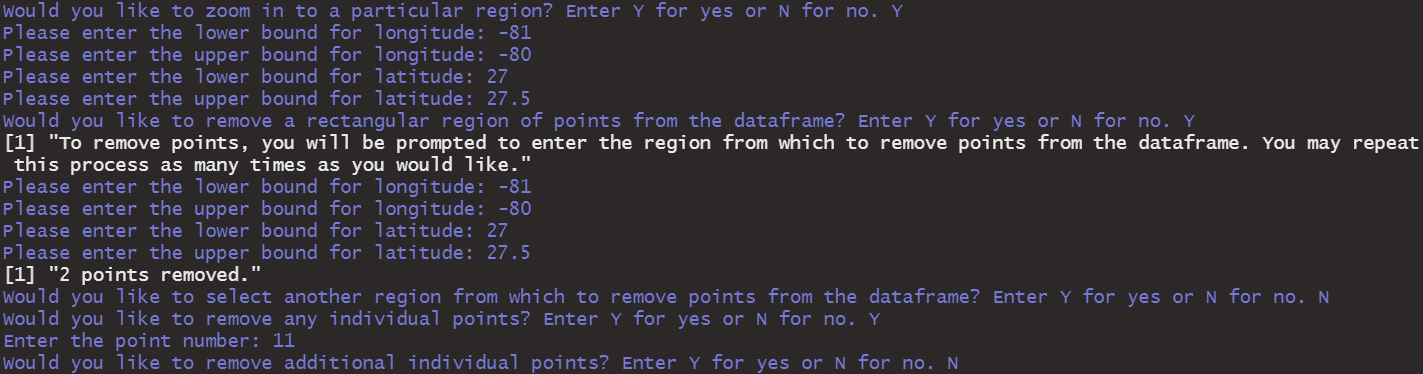 Would you like to zoom in to a particular region? Enter Y for yes or N for no. Y
Please enter the lower bound for longitude: -81
Please enter the upper bound for longitude: -80
Please enter the lower bound for latitude: 27
Please enter the upper bound for latitude: 27.5
Would you like to remove a rectangular region of points from the dataframe? Enter Y for yes or N for no. Y
[1] "To remove points, you will be prompted to enter the region from which to remove points from the dataframe. You may repeat
this process as many times as you would like."
Please enter the lower bound for longitude: -81
Please enter the upper bound for longitude: -80
Please enter the lower bound for latitude: 27
Please enter the upper bound for latitude: 27.5
[1] "2 points removed."
Would you like to select another region from which to remove points from the dataframe? Enter Y for yes or N for no. N
Would you like to remove any individual points? Enter Y for yes or N for no. Y
Enter the point number: 11
Would you like to remove additional individual points? Enter Y for yes or N for no. N